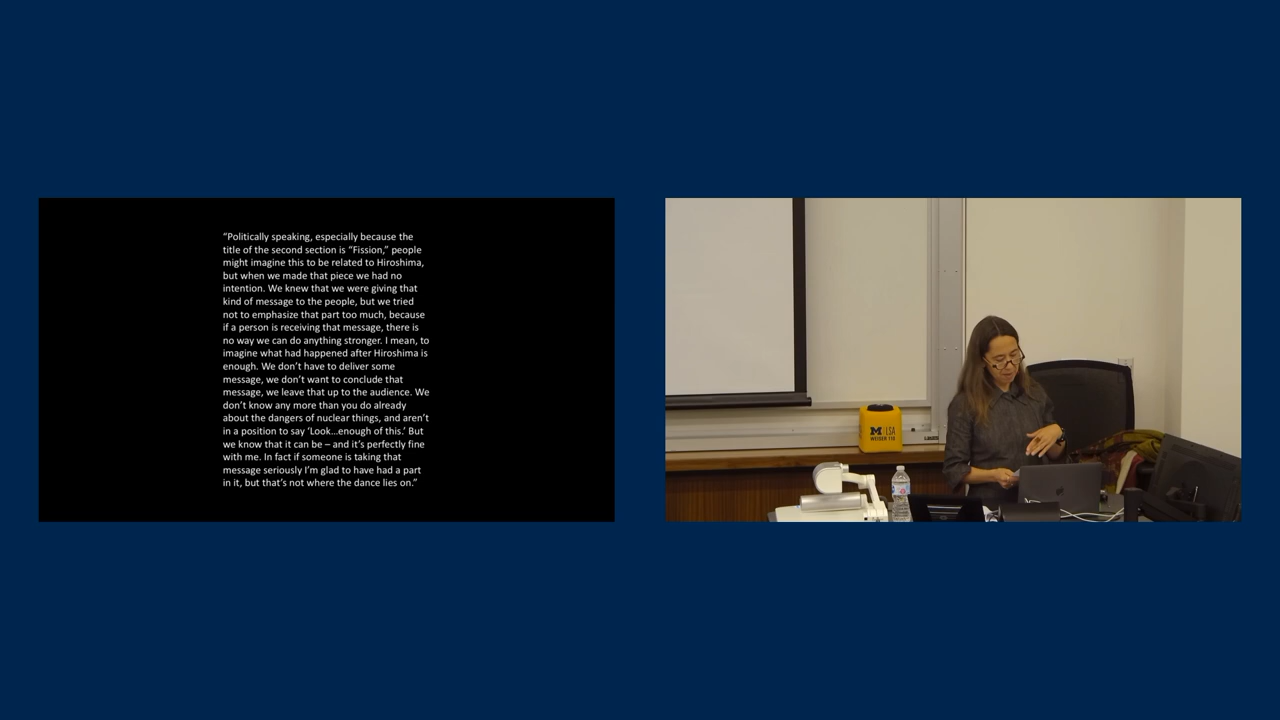 “Politically speaking, especially because the
title of the second section is “Fission,” people
might imagine this to be related to Hiroshima,
but when we made that piece we had no
intention. We knew that we were giving that
kind of message to the people, but we tried
not to emphasize that part too much, because
if a person is receiving that message, there is
no way we can do anything stronger. I mean, to
imagine what had happened after Hiroshima is
enough. We don’t have to deliver some
message, we don’t want to conclude that
message, we leave that up to the audience. We
don’t know any more than you do already
about the dangers of nuclear things, and aren’t
in a position to say ‘Look…enough of this.’ But
we know that it can be – and it’s perfectly fine
with me. In fact if someone is taking that
message seriously I’m glad to have had a part
in it, but that’s not where the dance lies on.”
M LSA
WEISER 110